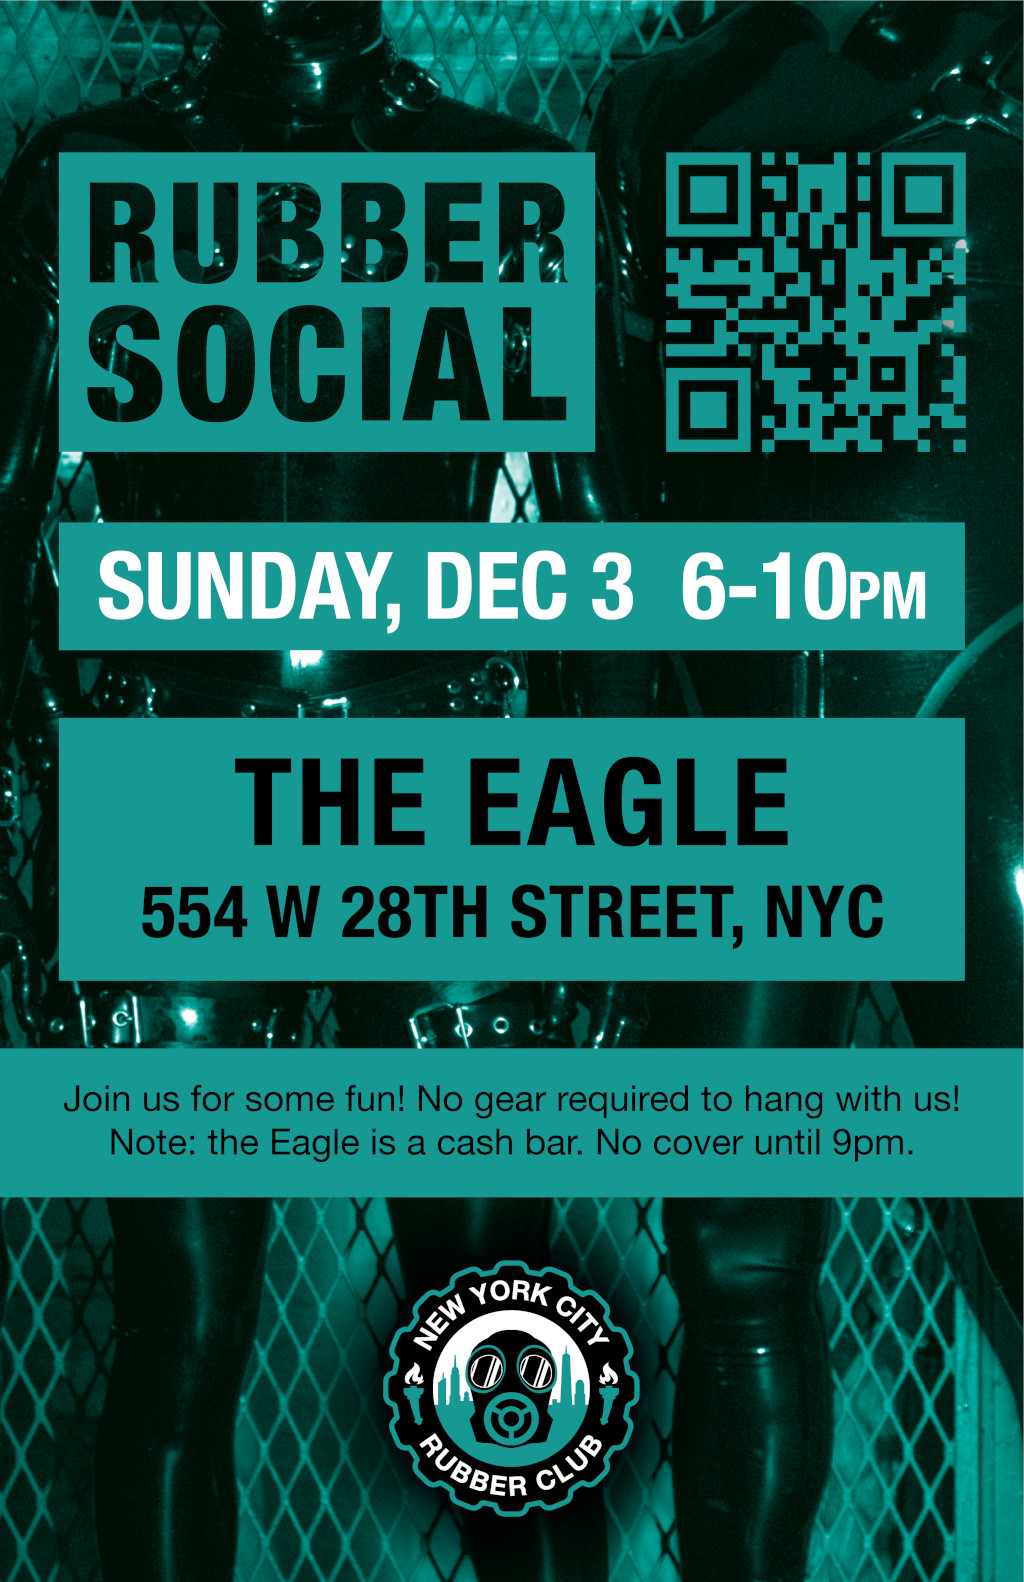 RUBBER
SOCIAL
SUNDAY, DEC 3 6-10PM
THE EAGLE
554 W 28TH STREET, NYC
Join us for some fun! No gear required to hang with us!
Note: the Eagle is a cash bar. No cover until 9pm.
NEW YORK CITY
RUBBER CLUB